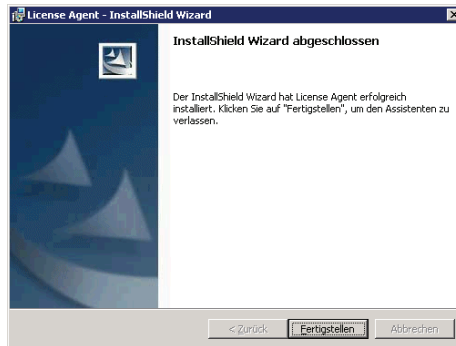 License Agent - InstallShield Wizard
InstallShield Wizard abgeschlossen
Der InstallShield Wizard hat License Agent erfolgreich
installiert. Klicken Sie auf "Fertigstellen", um den Assistenten zu
verlassen.
< Zurück Fertigstellen Abbrechen